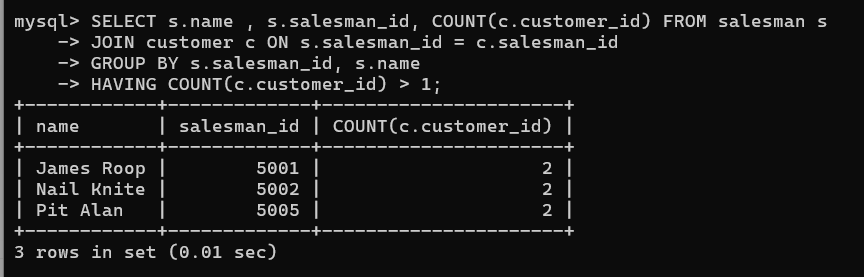 mysql> SELECT s.name , s.salesman_id, COUNT(c.customer_id) FROM salesman s
    -> JOIN customer c ON s.salesman_id = c.salesman_id
    -> GROUP BY s.salesman_id, s.name
    -> HAVING COUNT(c.customer_id) > 1;
+------------+-------------+----------------------+
| name       | salesman_id | COUNT(c.customer_id) |
+------------+-------------+----------------------+
| James Roop |        5001 |                    2 |
| Nail Knite |        5002 |                    2 |
| Pit Alan   |        5005 |                    2 |
+------------+-------------+----------------------+
3 rows in set (0.01 sec)